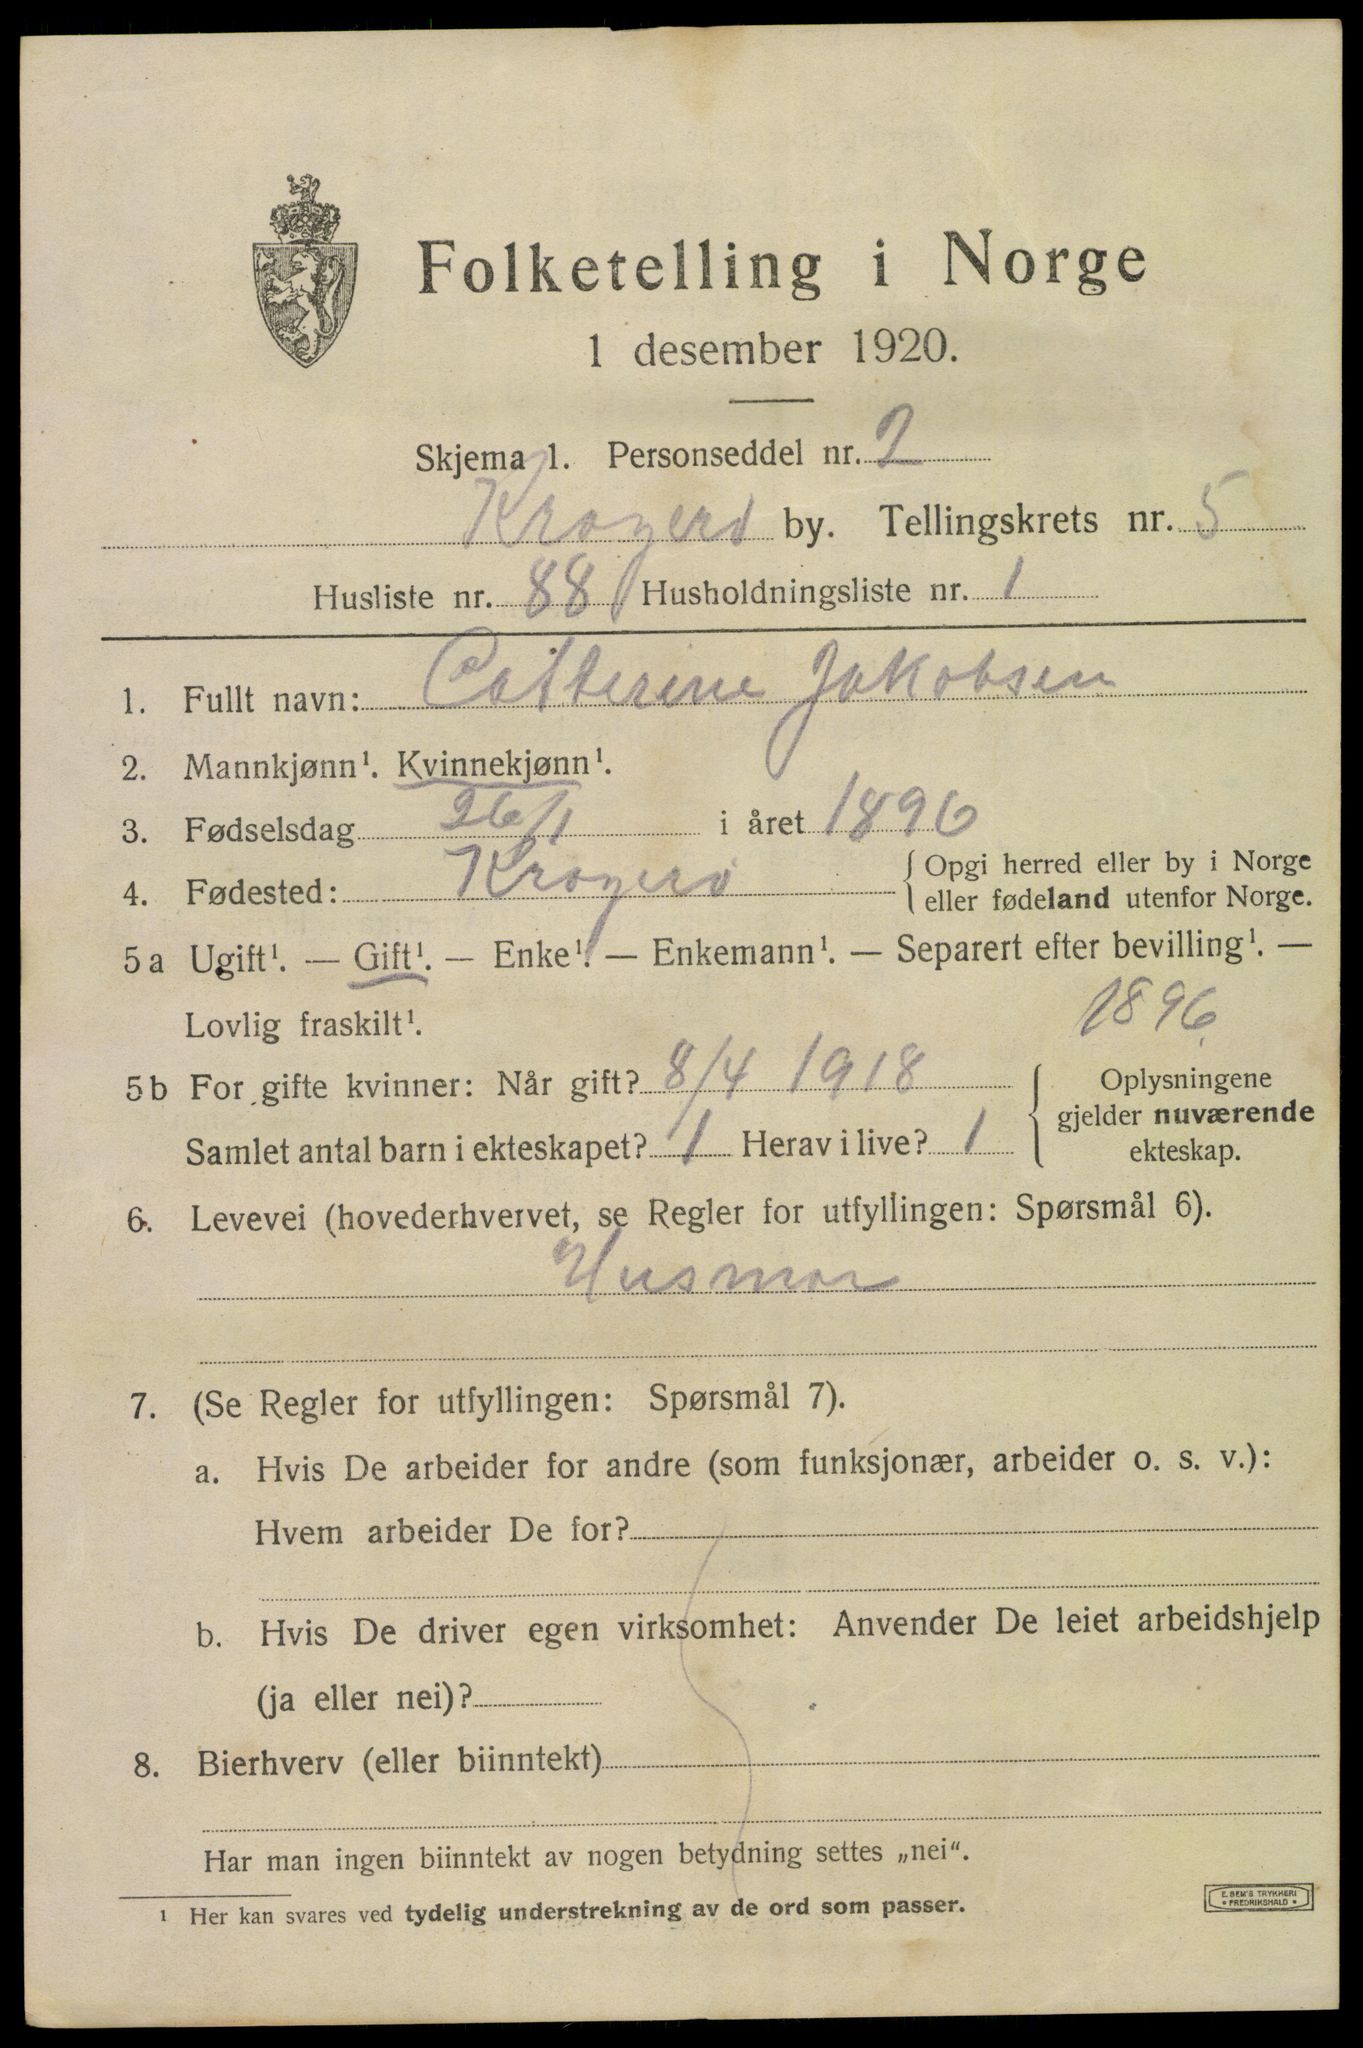 Folketelling i Norge
1 desember 1920.
Skjema 1. Personseddel nr. 2
Kragerø by. Tellingskrets nr. 5
Husliste nr. 88 Husholdningsliste nr. 1
1. Fullt navn: Catterine Jakobsen
2. Mannkjønn¹. Kvinnekjønn¹.
3. Fødselsdag 26/1 i året 1896
4. Fødested: Kragerø { Opgi herred eller by i Norge
eller fødeland utenfor Norge.
5 a Ugift¹. — Gift¹. — Enke¹. — Enkemann¹. — Separert efter bevilling¹. —
Lovlig fraskilt¹. 1896
5 b For gifte kvinner: Når gift? 8/4 1918 { Oplysningene
gjelder nuværende
Samlet antal barn i ekteskapet? 1 Herav i live? 1 ekteskap.
6. Levevei (hovederhvervet, se Regler for utfyllingen: Spørsmål 6).
Husmor
7. (Se Regler for utfyllingen: Spørsmål 7).
a. Hvis De arbeider for andre (som funksjonær, arbeider o. s. v.):
Hvem arbeider De for?
b. Hvis De driver egen virksomhet: Anvender De leiet arbeidshjelp
(ja eller nei)?
8. Bierhverv (eller biinntekt)
Har man ingen biinntekt av nogen betydning settes „nei“.
¹ Her kan svares ved tydelig understrekning av de ord som passer.
E. SEM'S TRYKKERI
• FREDRIKSHALD •